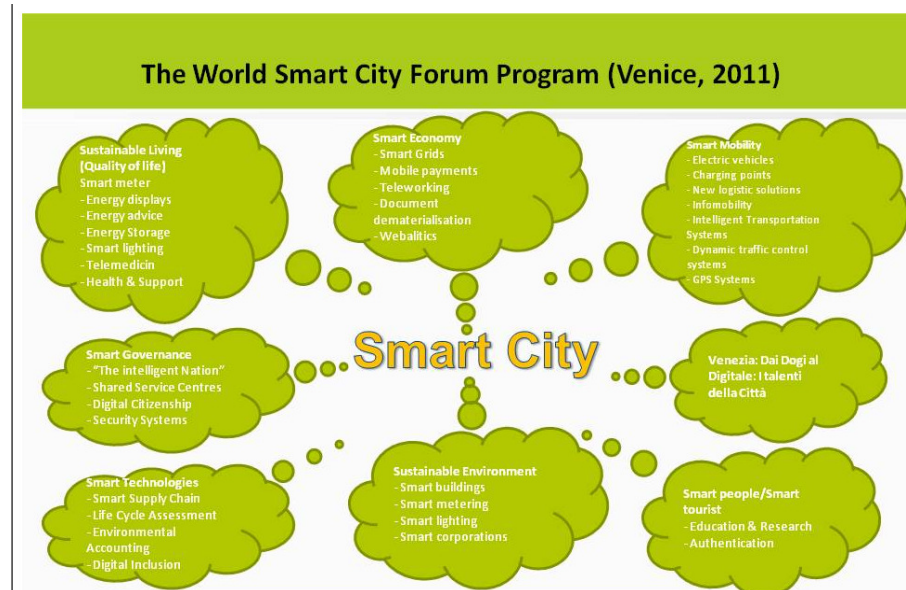 The World Smart City Forum Program (Venice, 2011)
Sustainable Living
(Quality of life)
Smart meter
- Energy displays
- Energy advice
- Energy Storage
- Smart lighting
- Telemedicin
- Health & Support
Smart Economy
- Smart Grids
- Mobile payments
- Teleworking
- Document
dematerialisation
- Webalitics
Smart Mobility
- Electric vehicles
- Charging points
- New logistic solutions
- Infomobility
- Intelligent Transportation
Systems
- Dynamic traffic control
systems
- GPS Systems
Smart Governance
- "The intelligent Nation"
- Shared Service Centres
- Digital Citizenship
- Security Systems
Smart City
Venezia: Dai Dogi al
Digitale: I talenti
della Città
Smart Technologies
- Smart Supply Chain
- Life Cycle Assessment
- Environmental
Accounting
- Digital Inclusion
Sustainable Environment
- Smart buildings
- Smart metering
- Smart lighting
- Smart corporations
Smart people/Smart
tourist
- Education & Research
- Authentication